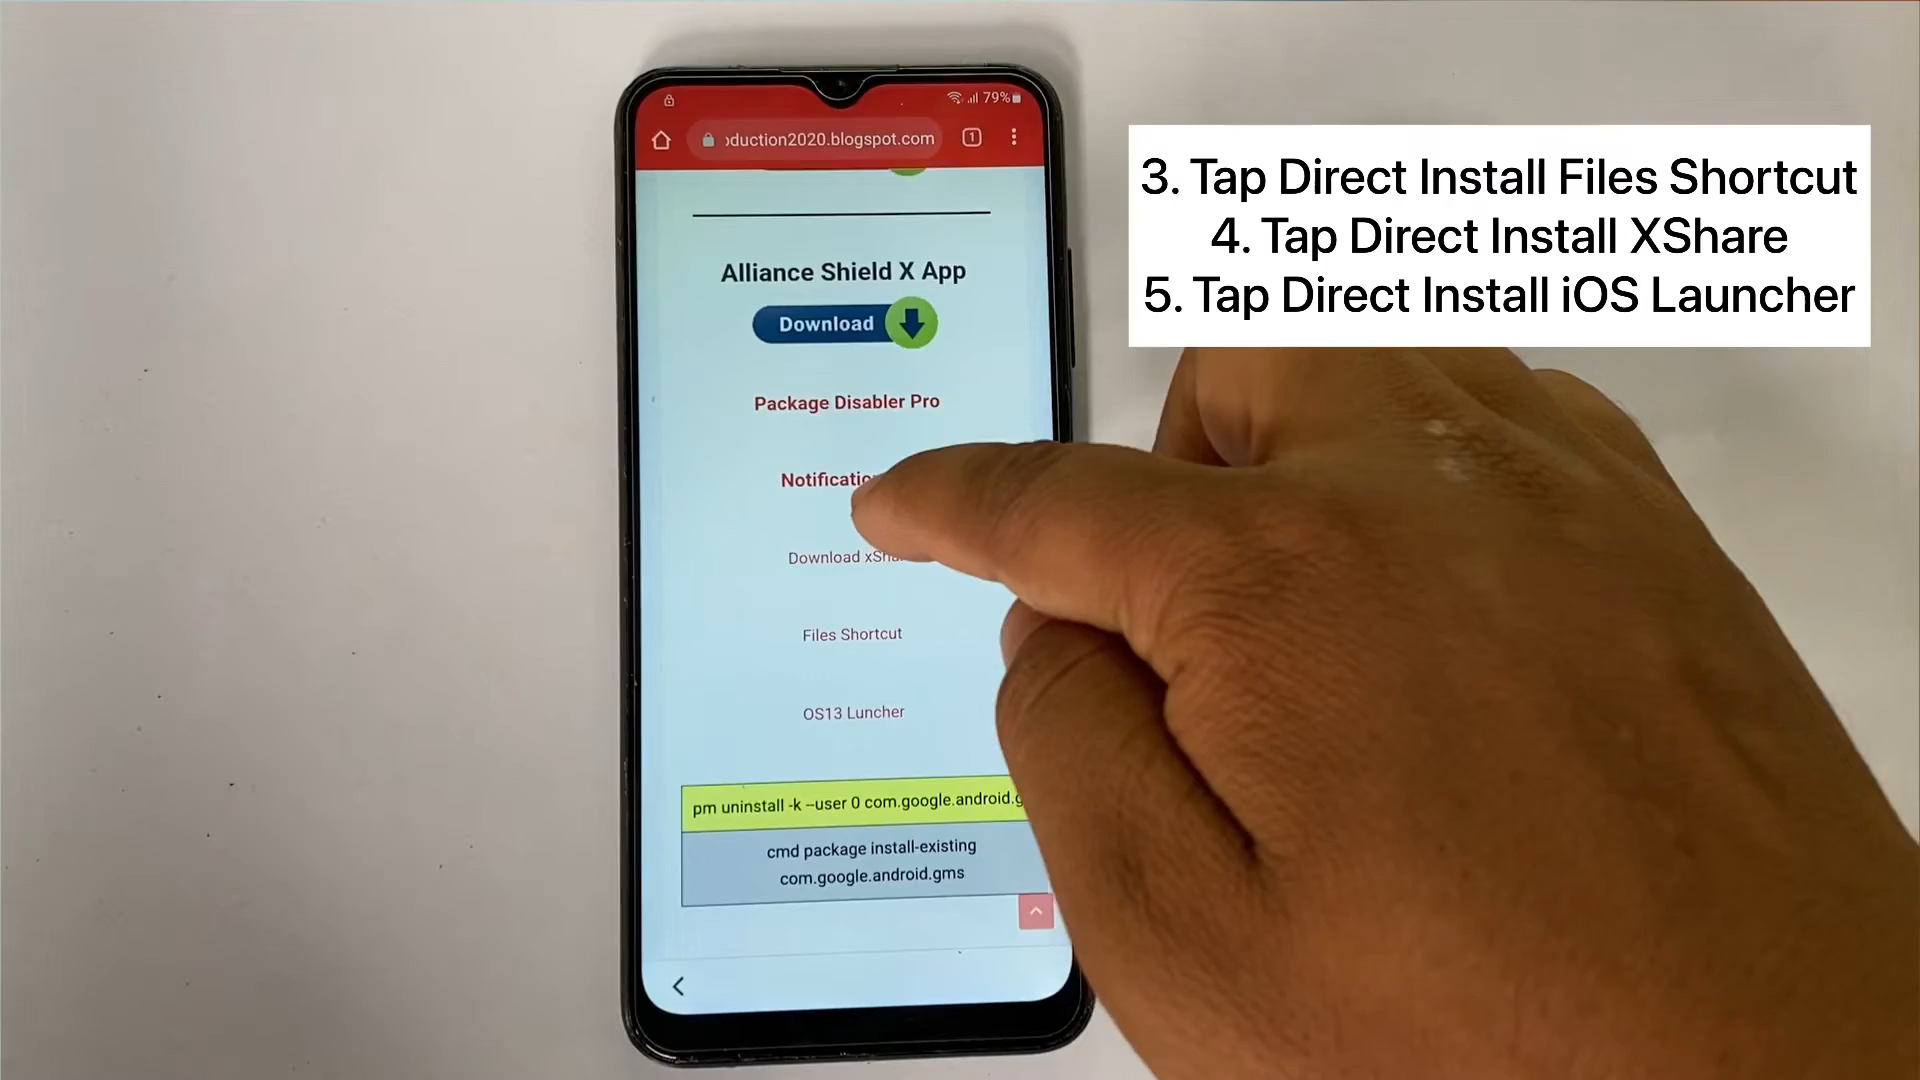 79%
oduction2020.blogspot.com
1
Alliance Shield X App
Download
Package Disabler Pro
Notificatio
Download xSha
Files Shortcut
OS13 Luncher
pm uninstall -k --user 0 com.google.android.g
cmd package install-existing
com.google.android.gms
3. Tap Direct Install Files Shortcut
4. Tap Direct Install XShare
5. Tap Direct Install iOS Launcher